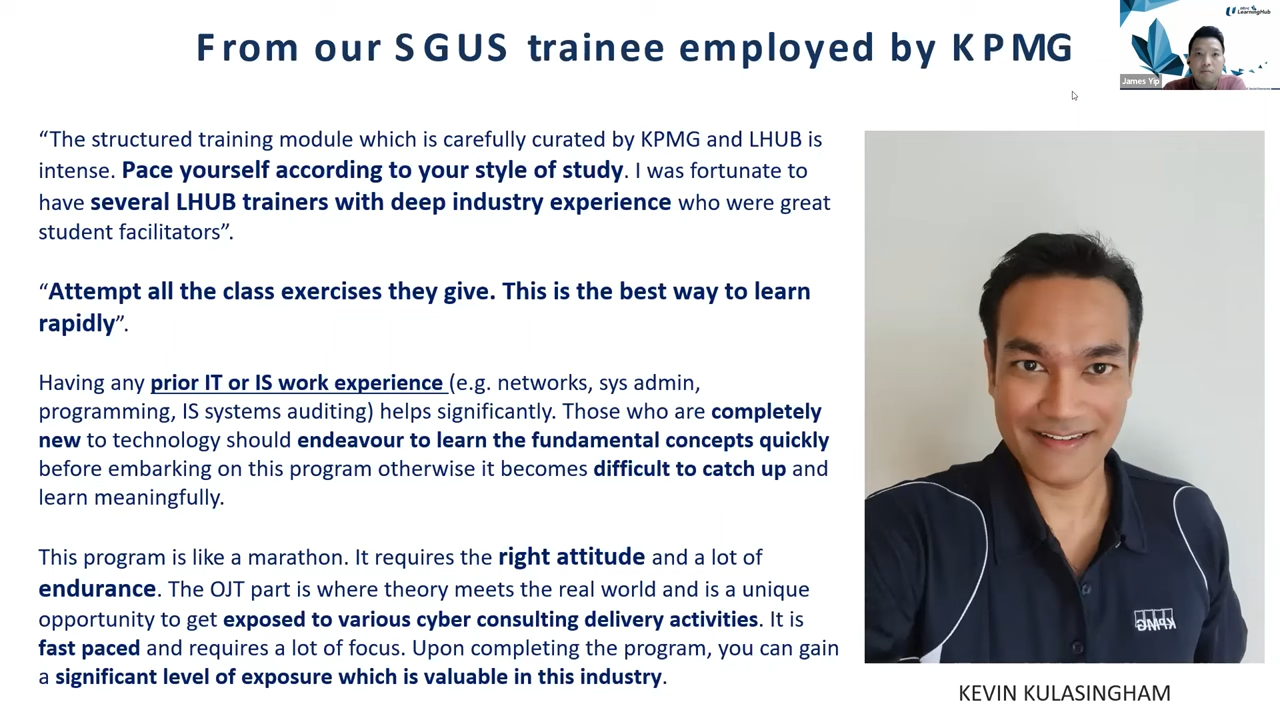 From our SGUS trainee employed by KPMG
LearningHub
James Yip
“The structured training module which is carefully curated by KPMG and LHUB is
intense. Pace yourself according to your style of study. I was fortunate to
have several LHUB trainers with deep industry experience who were great
student facilitators”.
“Attempt all the class exercises they give. This is the best way to learn
rapidly”.
Having any prior IT or IS work experience (e.g. networks, sys admin,
programming, IS systems auditing) helps significantly. Those who are completely
new to technology should endeavour to learn the fundamental concepts quickly
before embarking on this program otherwise it becomes difficult to catch up and
learn meaningfully.
This program is like a marathon. It requires the right attitude and a lot of
endurance. The OJT part is where theory meets the real world and is a unique
opportunity to get exposed to various cyber consulting delivery activities. It is
fast paced and requires a lot of focus. Upon completing the program, you can gain
a significant level of exposure which is valuable in this industry.
KPMG
KEVIN KULASINGHAM